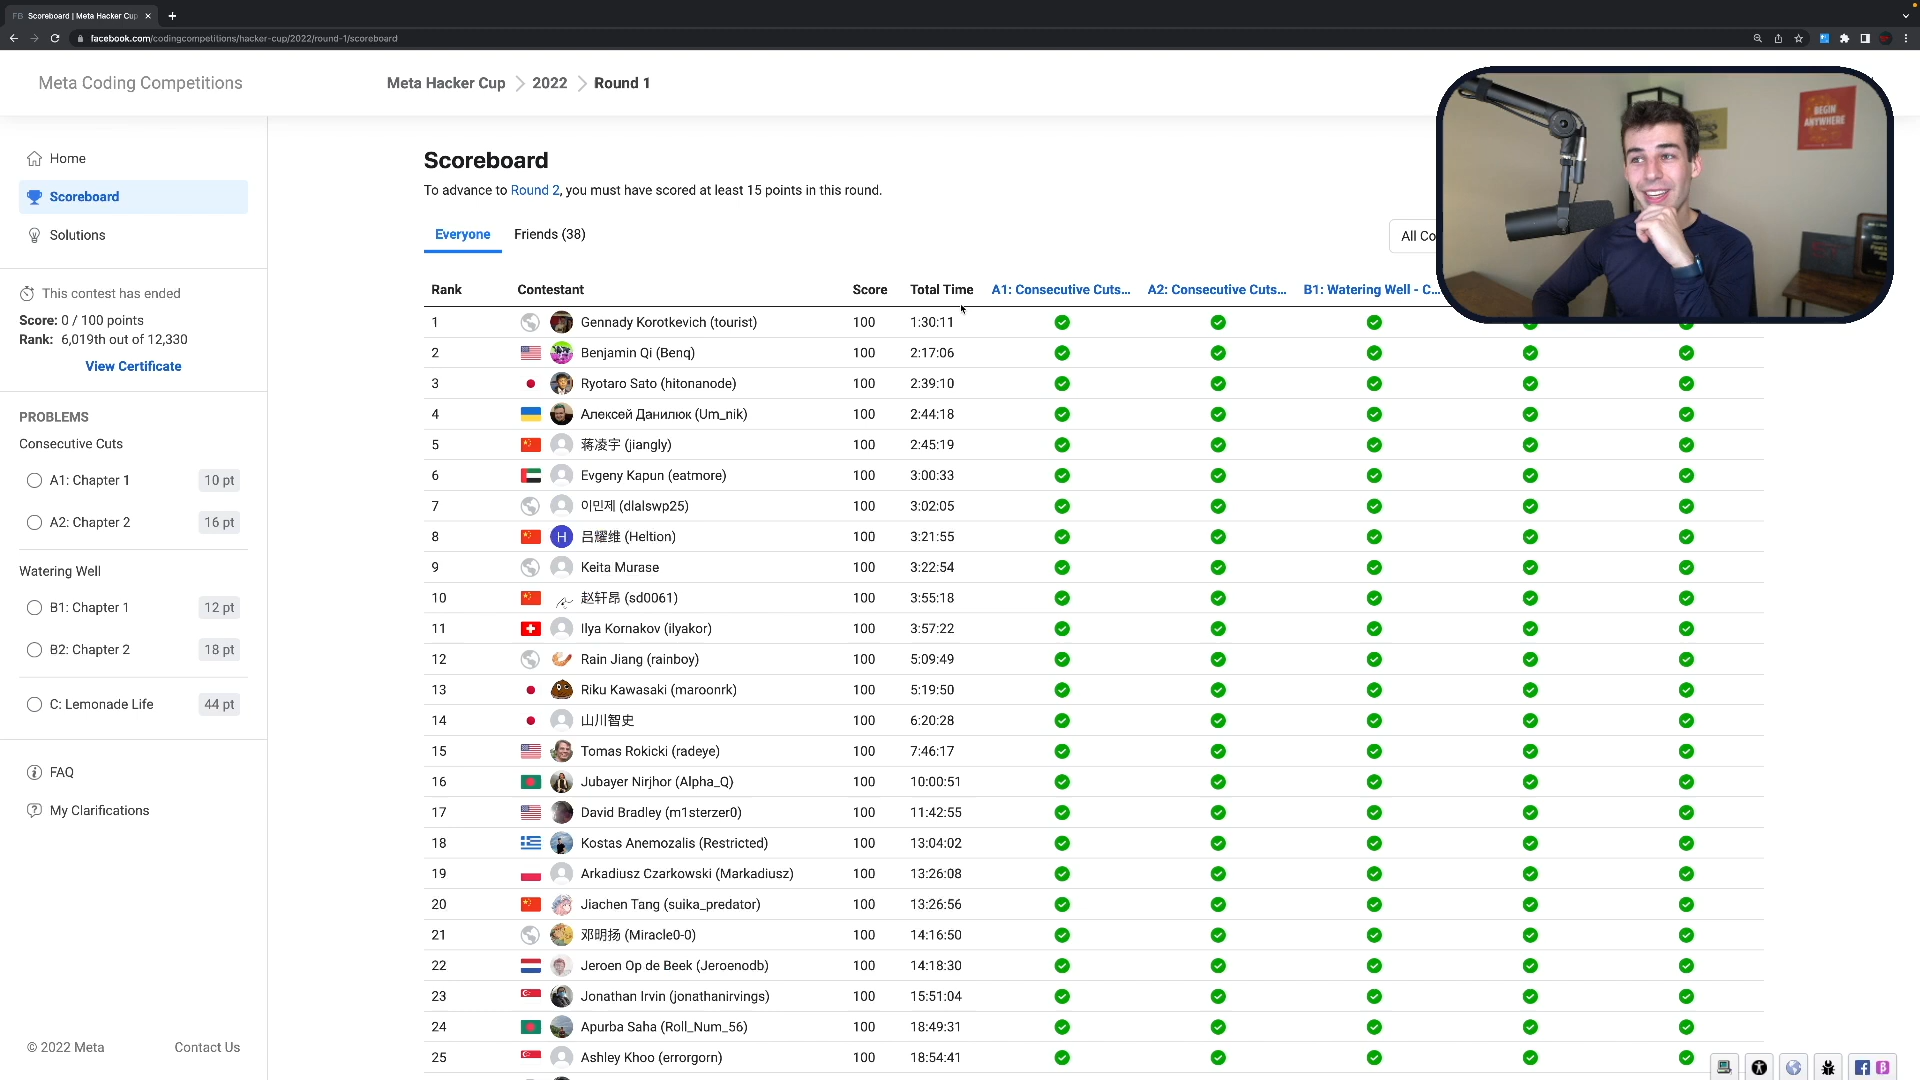 Scoreboard | Meta Hacker Cup
facebook.com/codingcompetitions/hacker-cup/2022/round-1/scoreboard
Meta Coding Competitions
Meta Hacker Cup 2022 Round 1
BEGIN
ANYWHERE
Home
Scoreboard
Solutions
This contest has ended
Score: 0 / 100 points
Rank: 6,019th out of 12,330
View Certificate
PROBLEMS
Consecutive Cuts
A1: Chapter 1 10 pt
A2: Chapter 2 16 pt
Watering Well
B1: Chapter 1 12 pt
B2: Chapter 2 18 pt
C: Lemonade Life 44 pt
FAQ
My Clarifications
© 2022 Meta Contact Us
Scoreboard
To advance to Round 2, you must have scored at least 15 points in this round.
Everyone Friends (38)
All Co
Rank Contestant Score Total Time A1: Consecutive Cuts... A2: Consecutive Cuts... B1: Watering Well - C...
1 Gennady Korotkevich (tourist) 100 1:30:11
2 Benjamin Qi (Benq) 100 2:17:06
3 Ryotaro Sato (hitonanode) 100 2:39:10
4 Алексей Данилюк (Um_nik) 100 2:44:18
5 蒋凌宇 (jiangly) 100 2:45:19
6 Evgeny Kapun (eatmore) 100 3:00:33
7 이민제 (dlalswp25) 100 3:02:05
8 H 吕耀维 (Heltion) 100 3:21:55
9 Keita Murase 100 3:22:54
10 赵轩昂 (sd0061) 100 3:55:18
11 Ilya Kornakov (ilyakor) 100 3:57:22
12 Rain Jiang (rainboy) 100 5:09:49
13 Riku Kawasaki (maroonrk) 100 5:19:50
14 山川智史 100 6:20:28
15 Tomas Rokicki (radeye) 100 7:46:17
16 Jubayer Nirjhor (Alpha_Q) 100 10:00:51
17 David Bradley (m1sterzer0) 100 11:42:55
18 Kostas Anemozalis (Restricted) 100 13:04:02
19 Arkadiusz Czarkowski (Markadiusz) 100 13:26:08
20 Jiachen Tang (suika_predator) 100 13:26:56
21 邓明扬 (Miracle0-0) 100 14:16:50
22 Jeroen Op de Beek (Jeroenodb) 100 14:18:30
23 Jonathan Irvin (jonathanirvings) 100 15:51:04
24 Apurba Saha (Roll_Num_56) 100 18:49:31
25 Ashley Khoo (errorgorn) 100 18:54:41